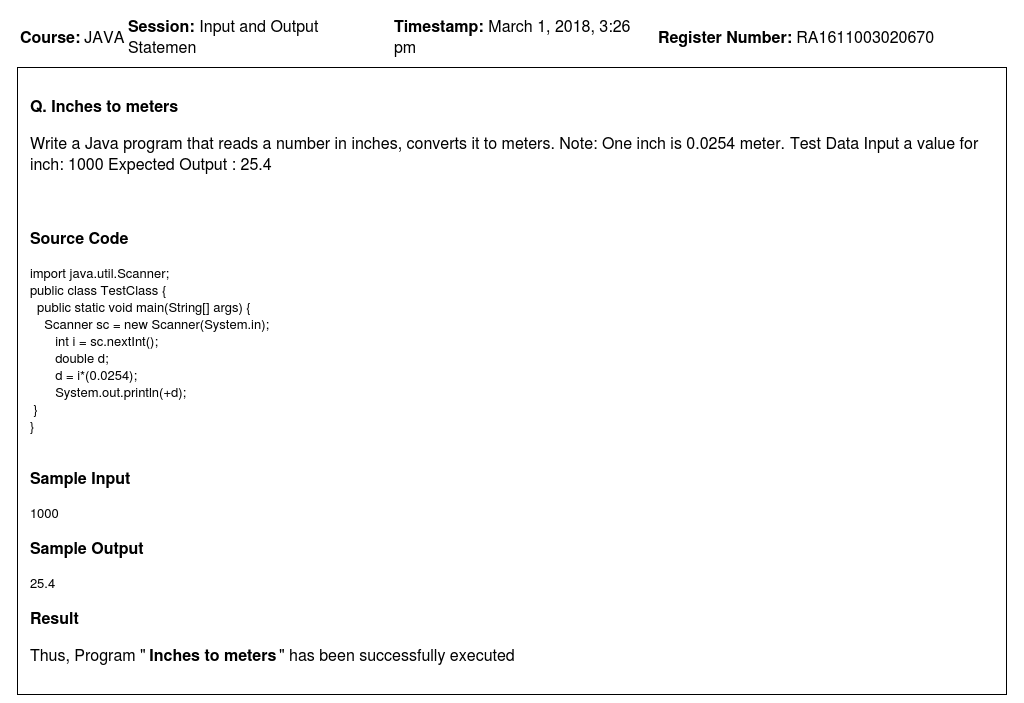 Course: JAVA Session: Input and Output Statemen Timestamp: March 1, 2018, 3:26 pm Register Number: RA1611003020670
Q. Inches to meters
Write a Java program that reads a number in inches, converts it to meters. Note: One inch is 0.0254 meter. Test Data Input a value for
inch: 1000 Expected Output : 25.4
Source Code
import java.util.Scanner;
public class TestClass {
  public static void main(String[] args) {
    Scanner sc = new Scanner(System.in);
       int i = sc.nextInt();
       double d;
       d = i*(0.0254);
       System.out.println(+d);
 }
}
Sample Input
1000
Sample Output
25.4
Result
Thus, Program " Inches to meters " has been successfully executed